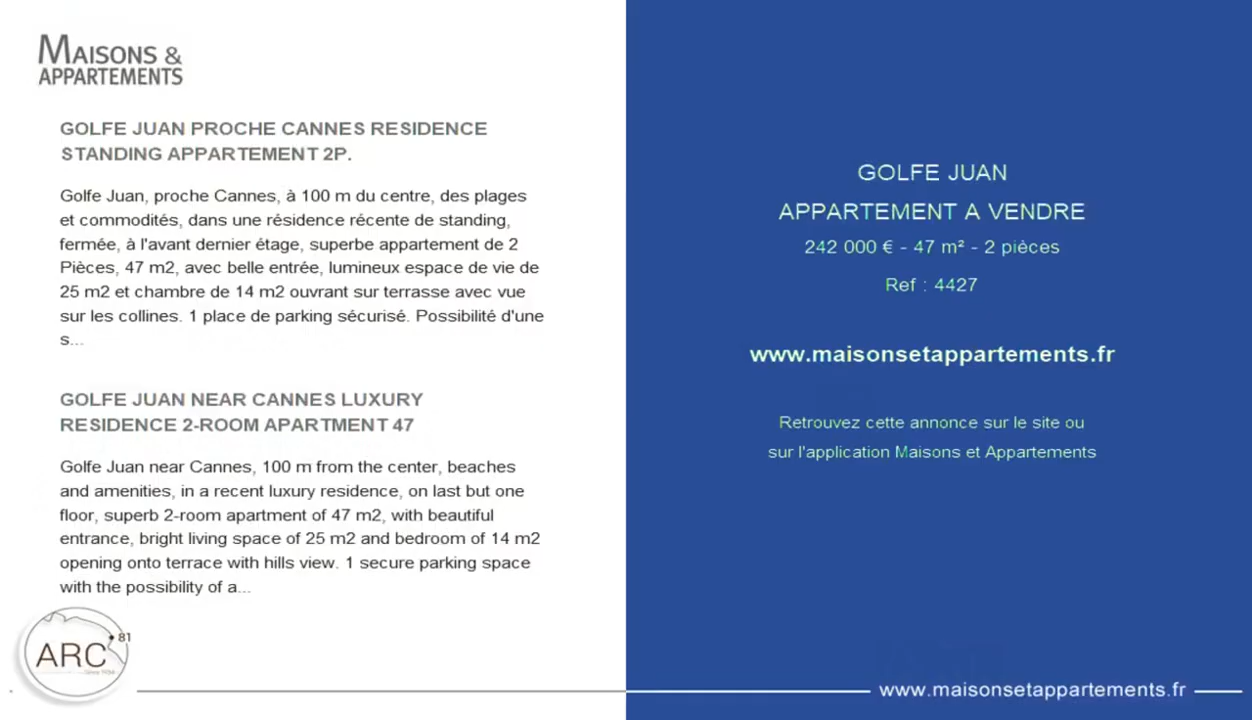 MAISONS &
APPARTEMENTS
GOLFE JUAN PROCHE CANNES RESIDENCE
STANDING APPARTEMENT 2P.
Golfe Juan, proche Cannes, à 100 m du centre, des plages
et commodités, dans une résidence récente de standing,
fermée, à l'avant dernier étage, superbe appartement de 2
Pièces, 47 m2, avec belle entrée, lumineux espace de vie de
25 m2 et chambre de 14 m2 ouvrant sur terrasse avec vue
sur les collines. 1 place de parking sécurisé. Possibilité d'une
s...
GOLFE JUAN NEAR CANNES LUXURY
RESIDENCE 2-ROOM APARTMENT 47
Golfe Juan near Cannes, 100 m from the center, beaches
and amenities, in a recent luxury residence, on last but one
floor, superb 2-room apartment of 47 m2, with beautiful
entrance, bright living space of 25 m2 and bedroom of 14 m2
opening onto terrace with hills view. 1 secure parking space
with the possibility of a...
81
ARC
GOLFE JUAN
APPARTEMENT A VENDRE
242 000 € - 47 m² - 2 pièces
Ref : 4427
www.maisonsetappartements.fr
Retrouvez cette annonce sur le site ou
sur l'application Maisons et Appartements
www.maisonsetappartements.fr